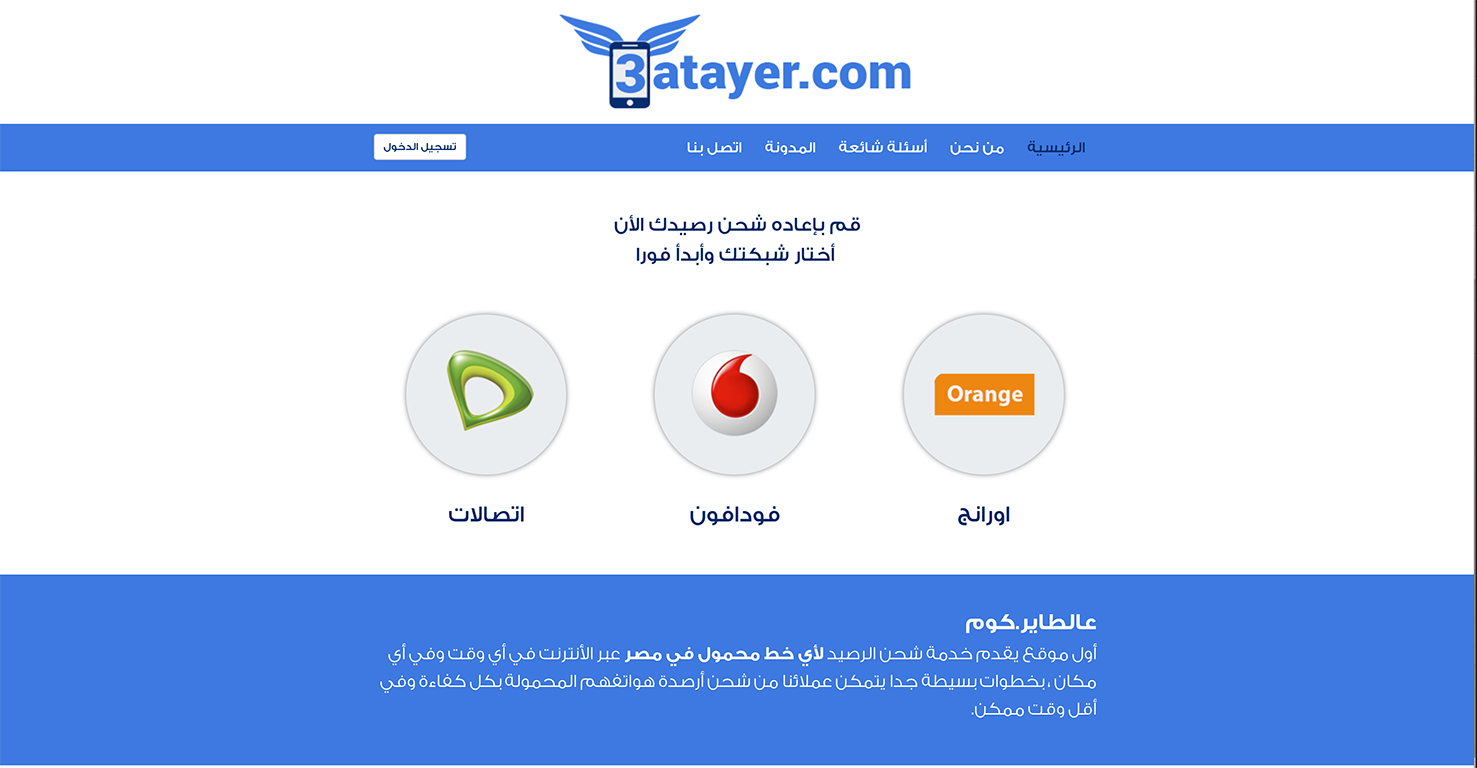 3atayer.com
الرئيسية
من نحن
أسئلة شائعة
المدونة
اتصل بنا
تسجيل الدخول
قم بإعاده شحن رصيدك الأن
أختار شبكتك وأبدأ فورا
Orange
اورانج
فودافون
اتصالات
عالطاير.كوم
أول موقع يقدم خدمة شحن الرصيد لأي خط محمول في مصر عبر الأنترنت في أي وقت وفي أي
مكان ، بخطوات بسيطة جدا يتمكن عملائنا من شحن أرصدة هواتفهم المحمولة بكل كفاءة وفي
أقل وقت ممكن.